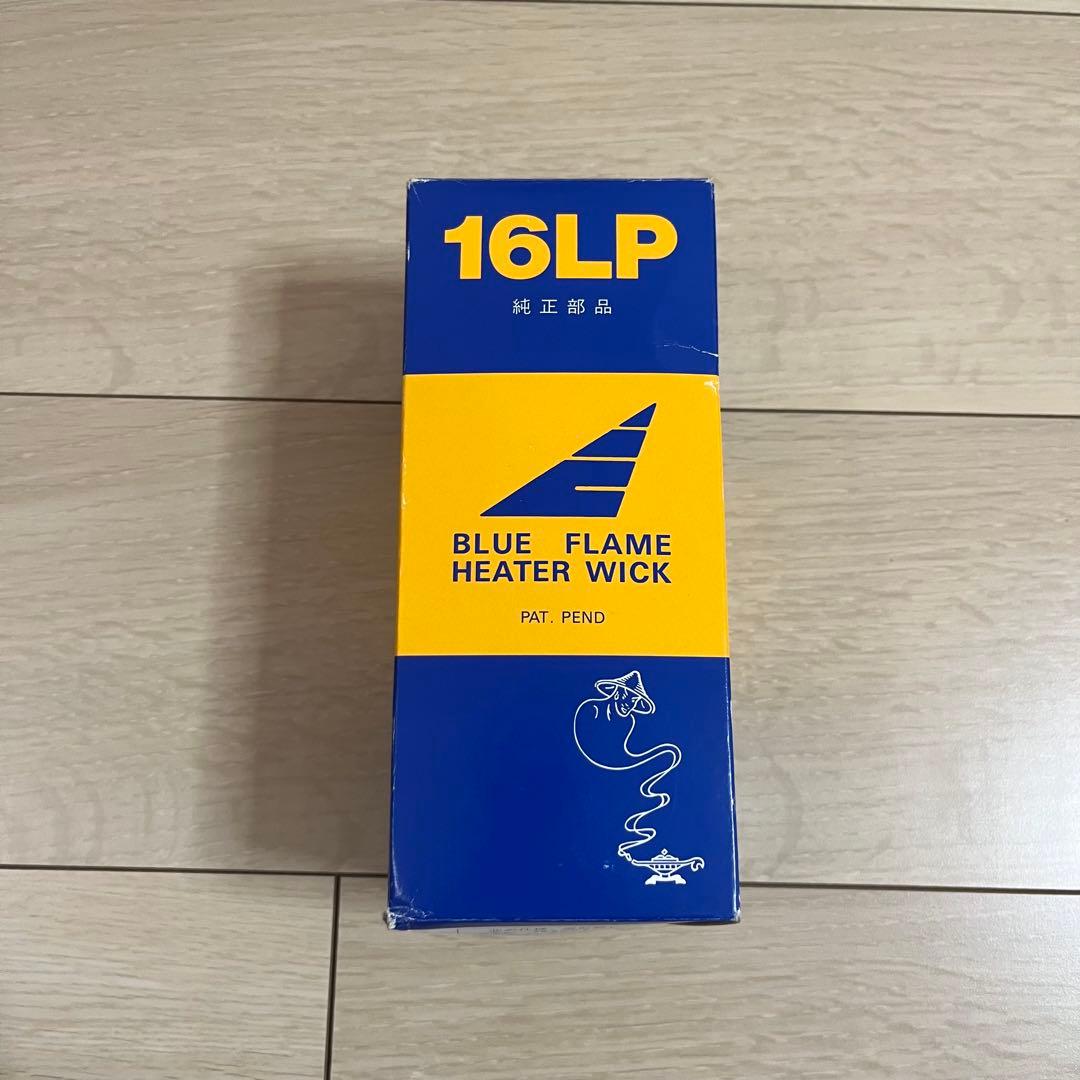 16LP
純正部品
BLUE FLAME
HEATER WICK
PAT. PEND